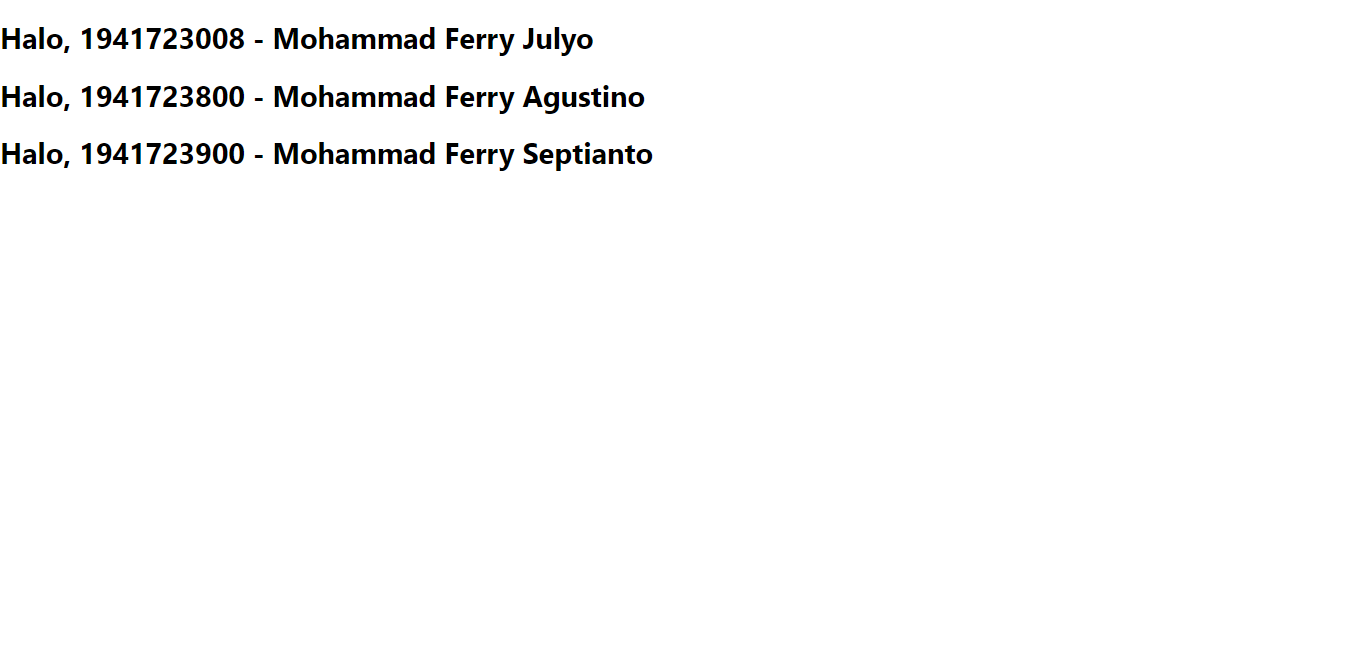 Halo, 1941723008 - Mohammad Ferry Julyo
Halo, 1941723800 - Mohammad Ferry Agustino
Halo, 1941723900 - Mohammad Ferry Septianto